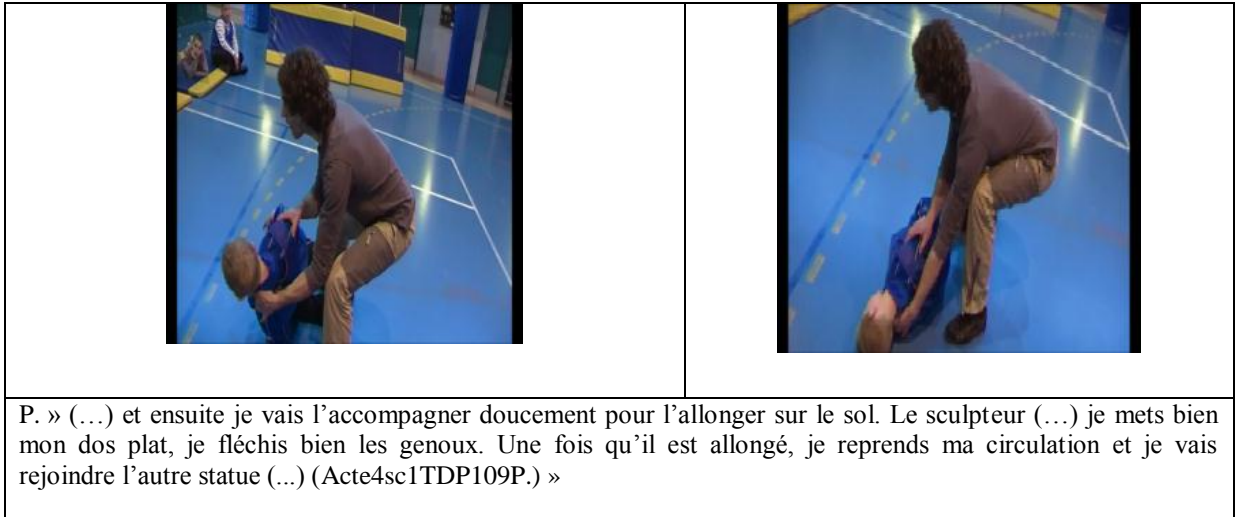 P. » (…) et ensuite je vais l’accompagner doucement pour l’allonger sur le sol. Le sculpteur (…) je mets bien
mon dos plat, je fléchis bien les genoux. Une fois qu’il est allongé, je reprends ma circulation et je vais
rejoindre l’autre statue (...) (Acte4sc1TDP109P.) »